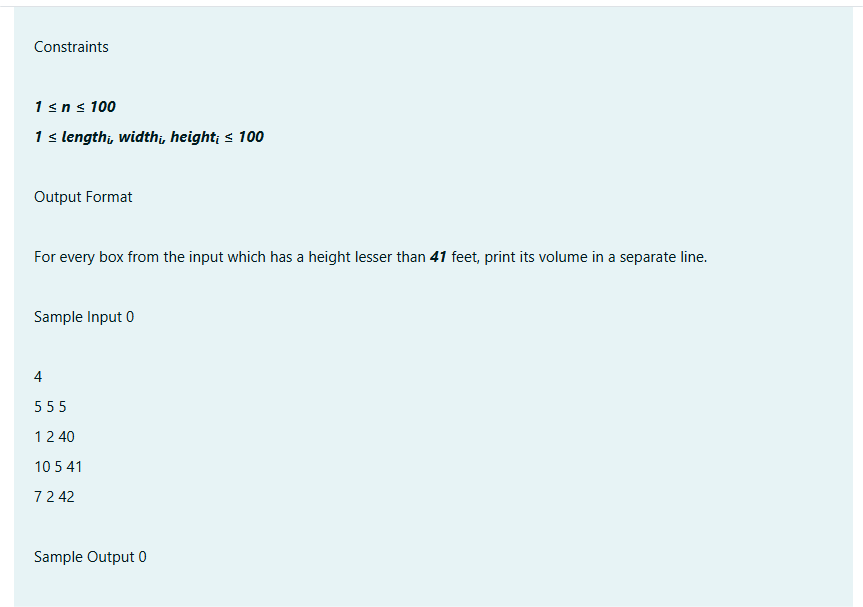 Constraints
1 ≤ n ≤ 100
1 ≤ lengthᵢ, widthᵢ, heightᵢ ≤ 100
Output Format
For every box from the input which has a height lesser than 41 feet, print its volume in a separate line.
Sample Input 0
4
5 5 5
1 2 40
10 5 41
7 2 42
Sample Output 0